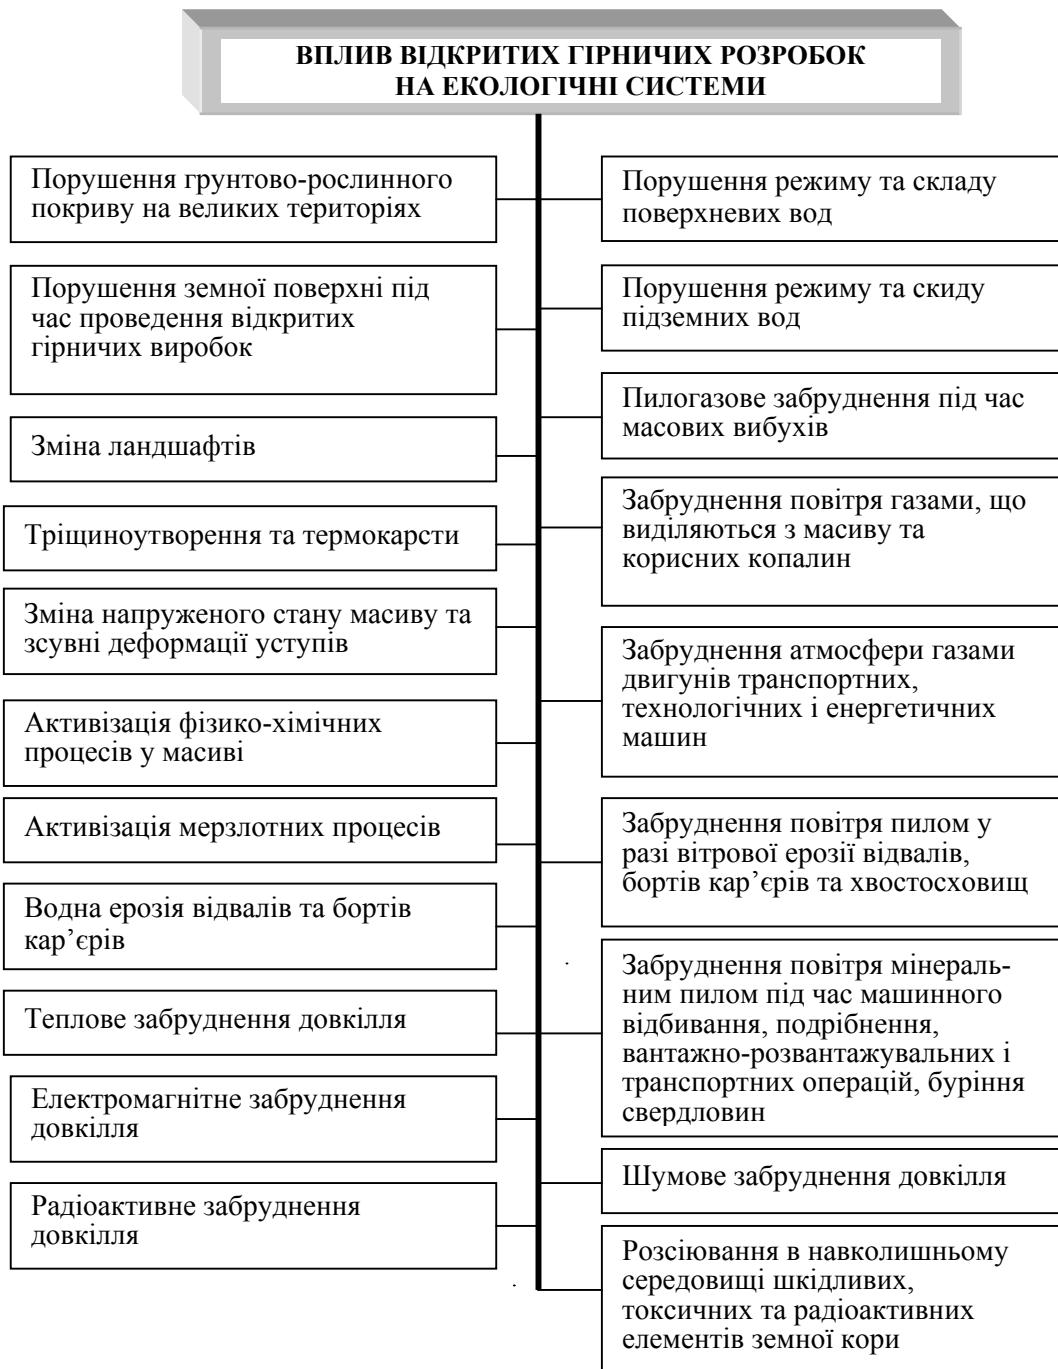 ВПЛИВ ВІДКРИТИХ ГІРНИЧИХ РОЗРОБОК
НА ЕКОЛОГІЧНІ СИСТЕМИ
Порушення грунтово-рослинного
покриву на великих територіях
Порушення земної поверхні під
час проведення відкритих
гірничих виробок
Зміна ландшафтів
Тріщиноутворення та термокарсти
Зміна напруженого стану масиву та
зсувні деформації уступів
Активізація фізико-хімічних
процесів у масиві
Активізація мерзлотних процесів
Водна ерозія відвалів та бортів
кар’єрів
Теплове забруднення довкілля
Електромагнітне забруднення
довкілля
Радіоактивне забруднення
довкілля
Порушення режиму та складу
поверхневих вод
Порушення режиму та скиду
підземних вод
Пилогазове забруднення під час
масових вибухів
Забруднення повітря газами, що
виділяються з масиву та
корисних копалин
Забруднення атмосфери газами
двигунів транспортних,
технологічних і енергетичних
машин
Забруднення повітря пилом у
разі вітрової ерозії відвалів,
бортів кар’єрів та хвостосховищ
Забруднення повітря мінераль-
ним пилом під час машинного
відбивання, подрібнення,
вантажно-розвантажувальних і
транспортних операцій, буріння
свердловин
Шумове забруднення довкілля
Розсіювання в навколишньому
середовищі шкідливих,
токсичних та радіоактивних
елементів земної кори